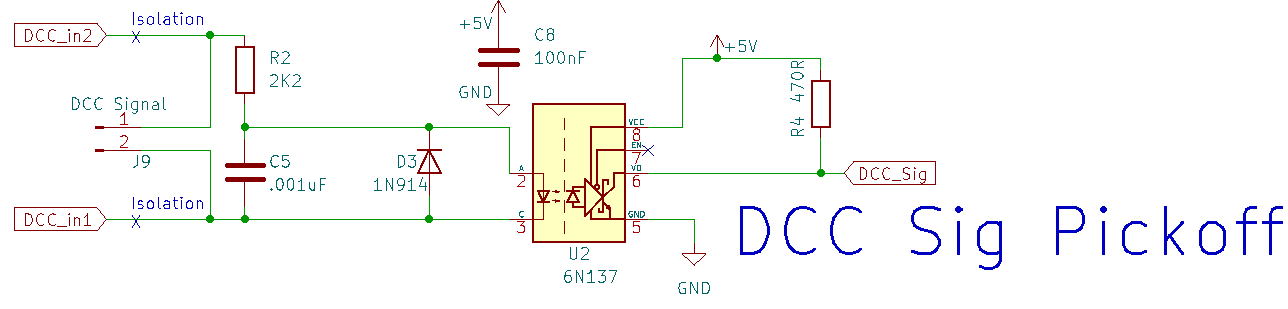 Isolation
DCC_in2
+5V
C8
100nF
+5V
R2
2K2
GND
R4 470R
DCC Signal
1
2
J9
VCC
8
EN
7
D3
1N914
C5
.001uF
A
2
VO
6
DCC_Sig
Isolation
DCC_in1
C
3
GND
5
DCC Sig Pickoff
U2
6N137
GND